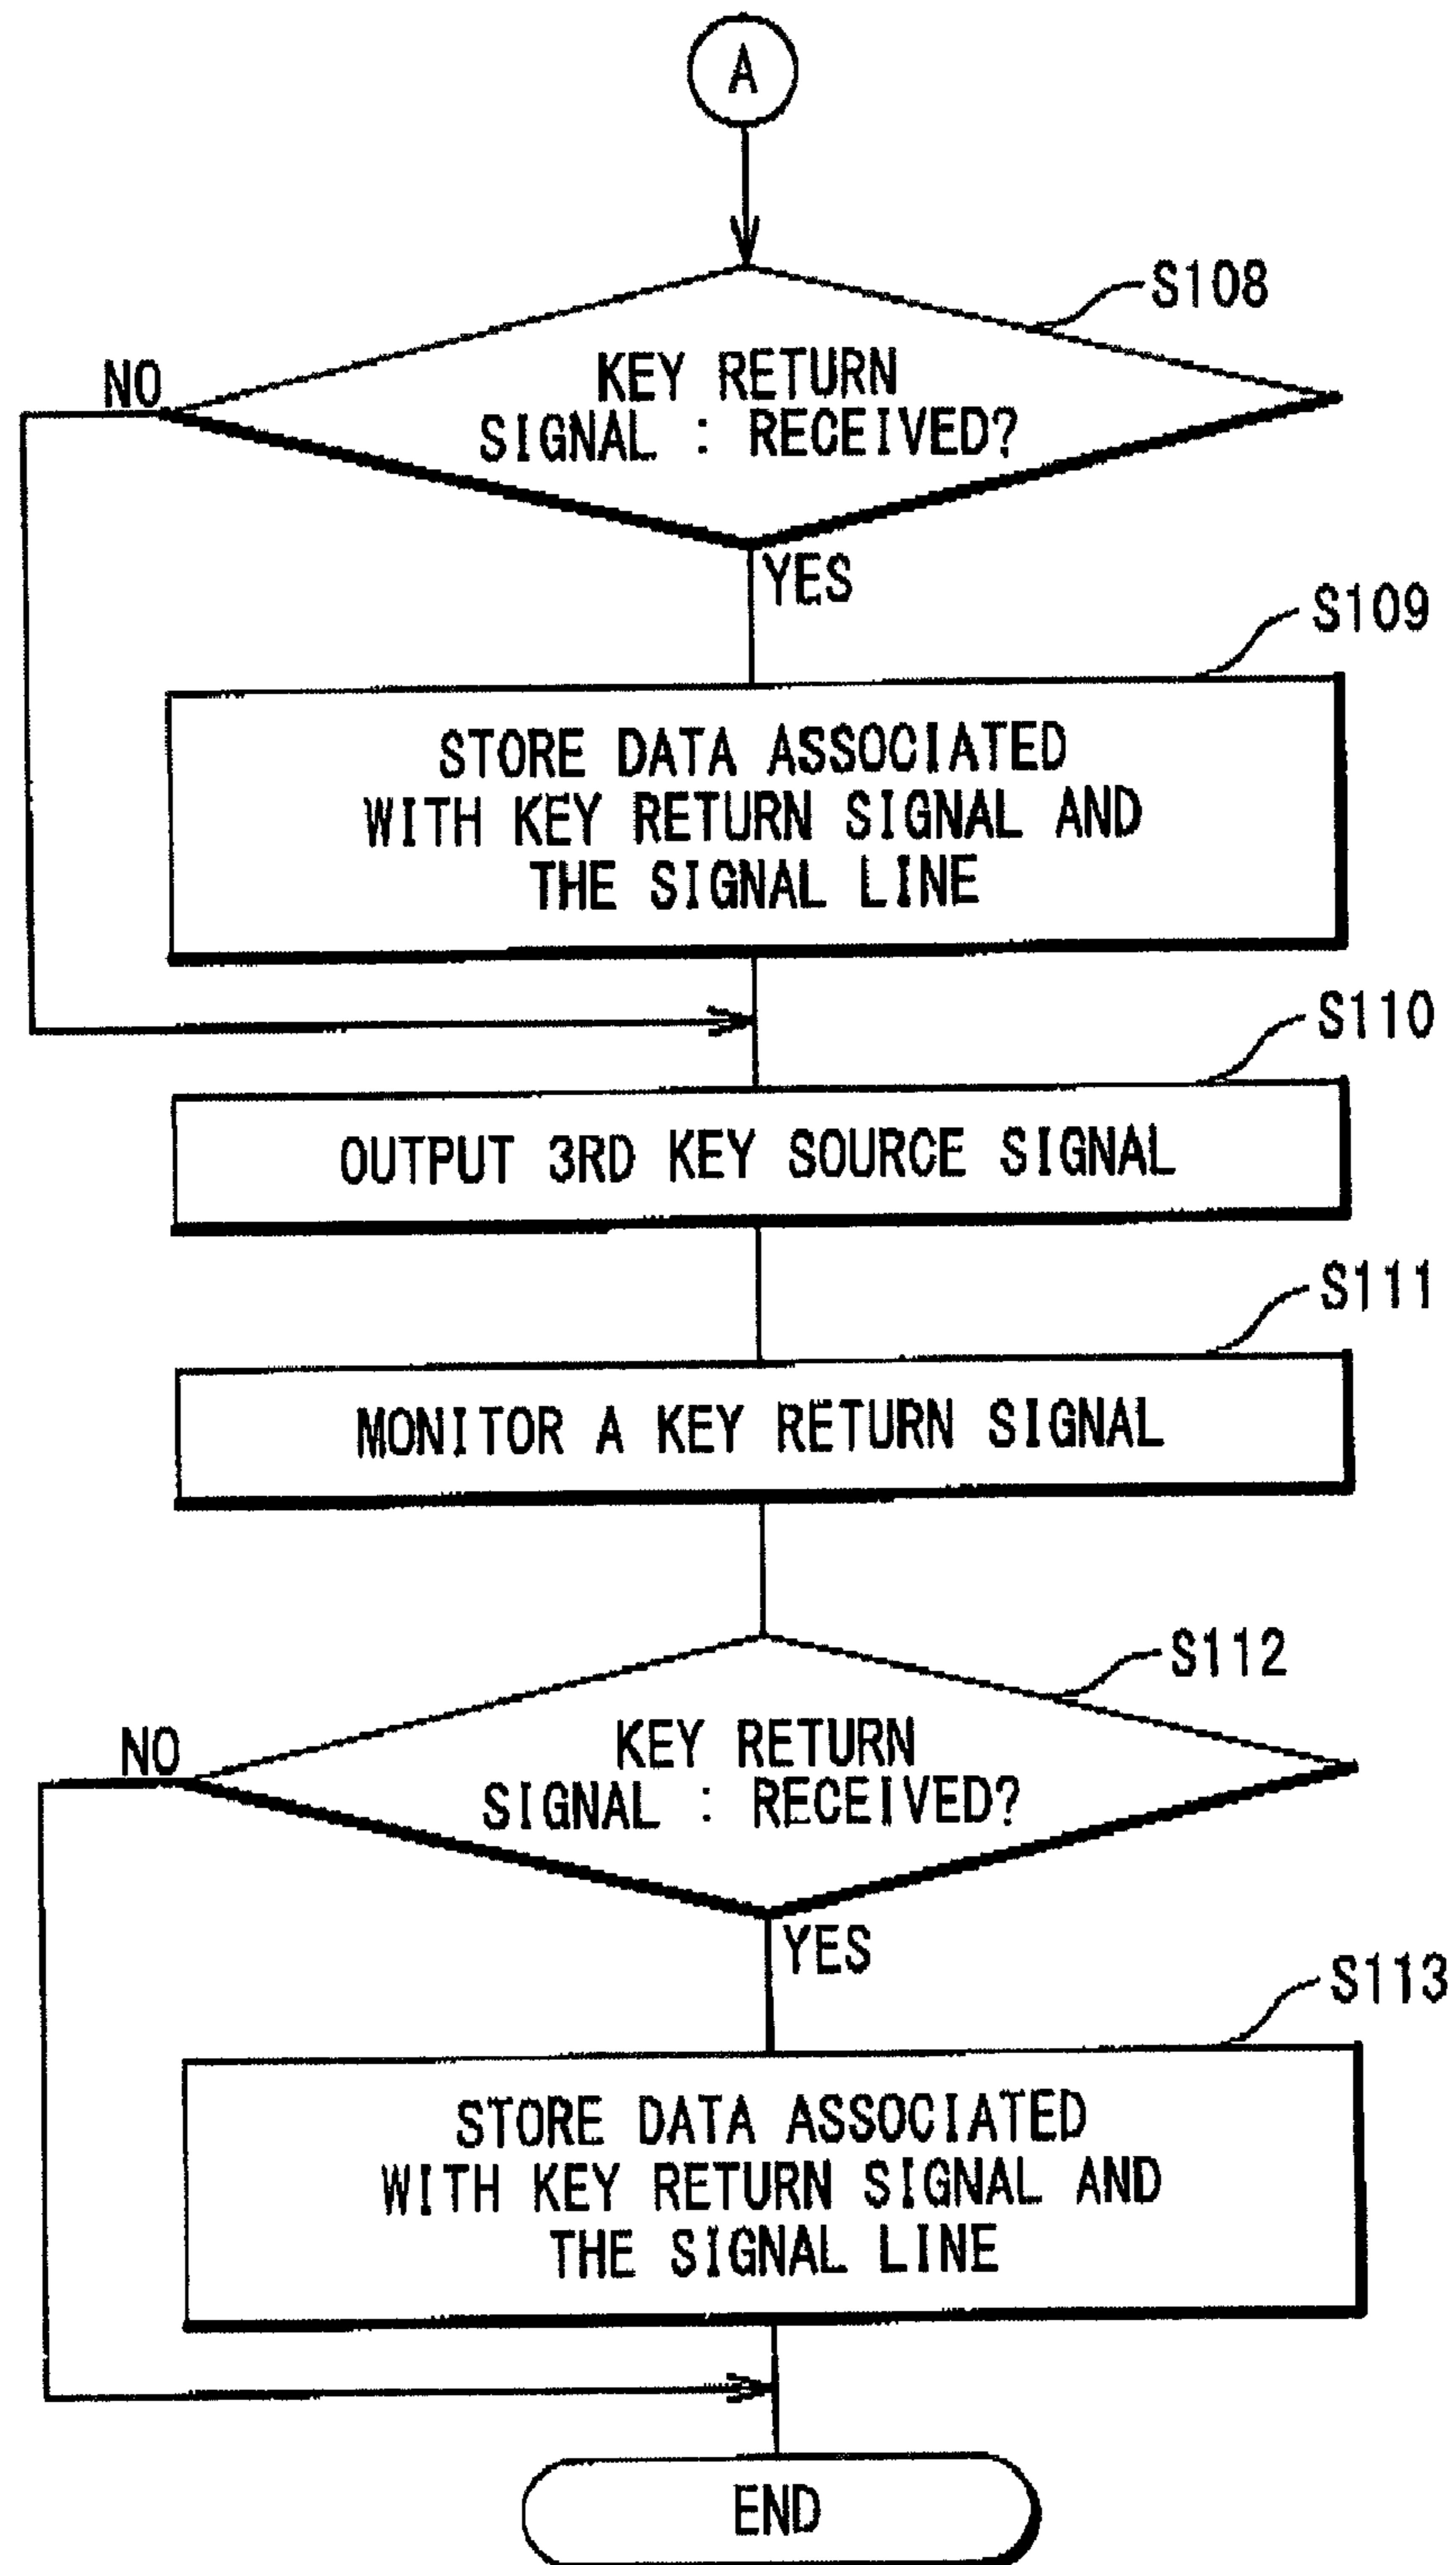 A
S108
KEY RETURN
SIGNAL : RECEIVED?
NO
YES
S109
STORE DATA ASSOCIATED
WITH KEY RETURN SIGNAL AND
THE SIGNAL LINE
S110
OUTPUT 3RD KEY SOURCE SIGNAL
S111
MONITOR A KEY RETURN SIGNAL
S112
KEY RETURN
SIGNAL : RECEIVED?
NO
YES
S113
STORE DATA ASSOCIATED
WITH KEY RETURN SIGNAL AND
THE SIGNAL LINE
END